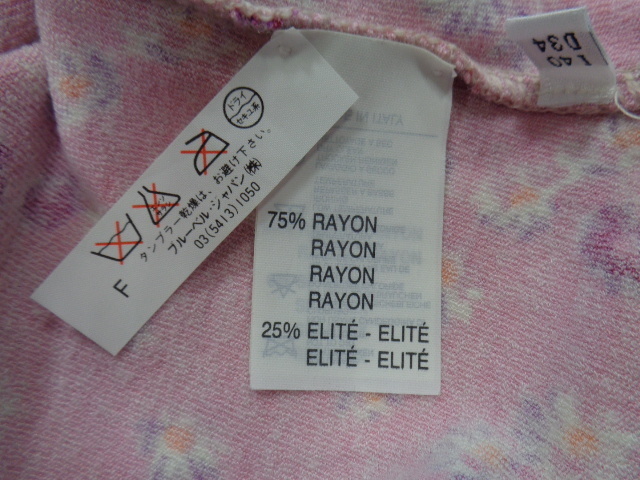 ドライ
セキユ系
タンブラー乾燥は、お避け下さい。
ブルーベル・ジャパン(株)
03(5413)1050
F
75% RAYON
RAYON
RAYON
RAYON
25% ELITÉ - ELITÉ
ELITÉ - ELITÉ
I 40
D34